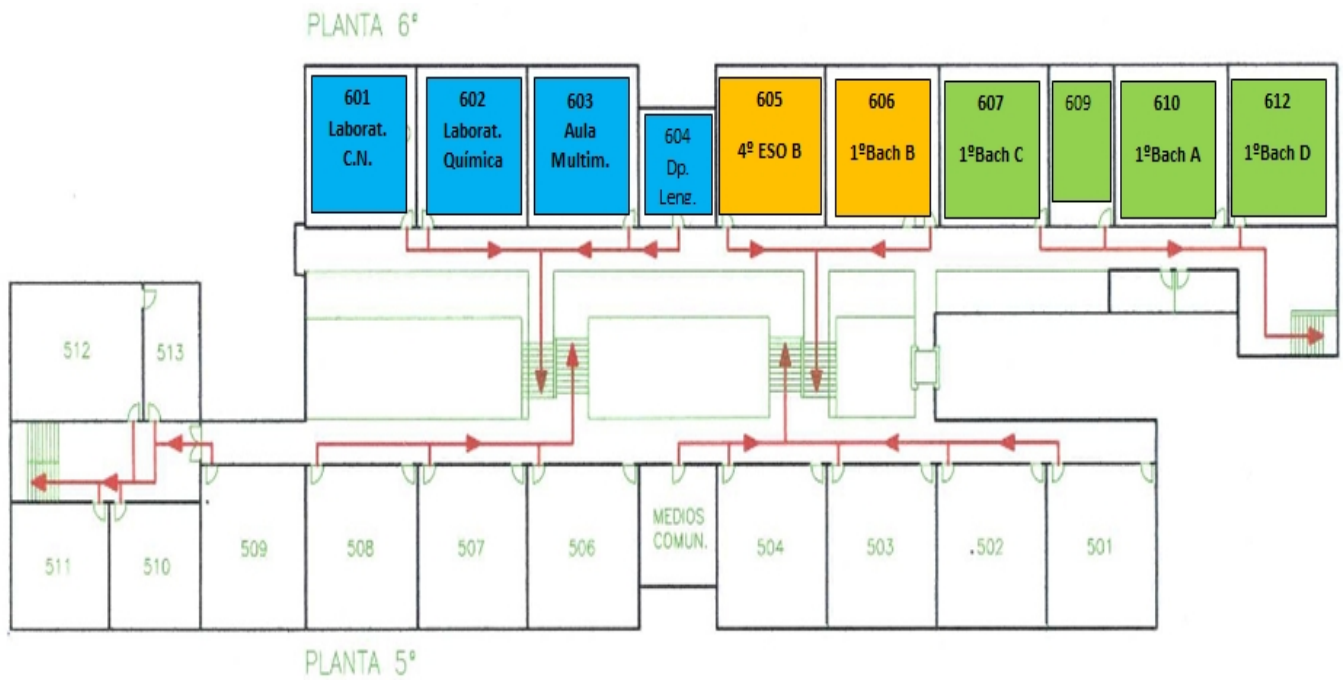 PLANTA 6ª
601
Laborat.
C.N.
602
Laborat.
Química
603
Aula
Multim.
604
Dp.
Leng.
605
4º ESO B
606
1ºBach B
607
1ºBach C
609
610
1ºBach A
612
1ºBach D
512
513
511
510
509
508
507
506
MEDIOS
COMUN.
504
503
.502
501
PLANTA 5ª